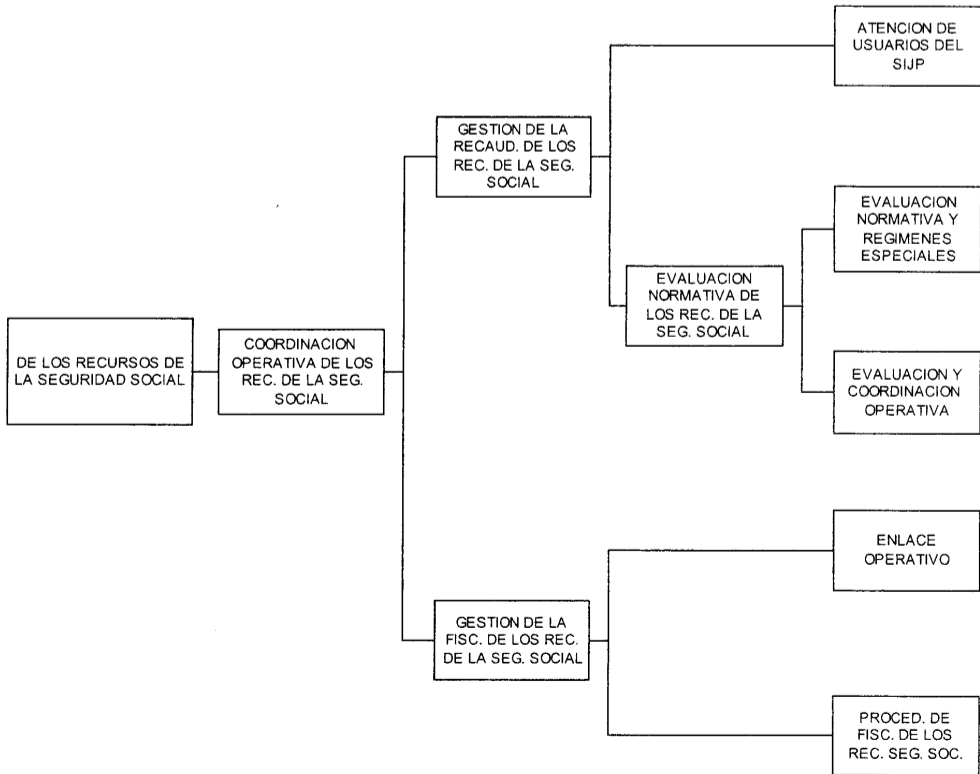 ATENCION DE
USUARIOS DEL
SIJP
GESTION DE LA
RECAUD. DE LOS
REC. DE LA SEG.
SOCIAL
EVALUACION
NORMATIVA Y
REGIMENES
ESPECIALES
EVALUACION
NORMATIVA DE
LOS REC. DE LA
SEG. SOCIAL
DE LOS RECURSOS DE
LA SEGURIDAD SOCIAL
COORDINACION
OPERATIVA DE LOS
REC. DE LA SEG.
SOCIAL
EVALUACION Y
COORDINACION
OPERATIVA
ENLACE
OPERATIVO
GESTION DE LA
FISC. DE LOS REC.
DE LA SEG. SOCIAL
PROCED. DE
FISC. DE LOS
REC. SEG. SOC.